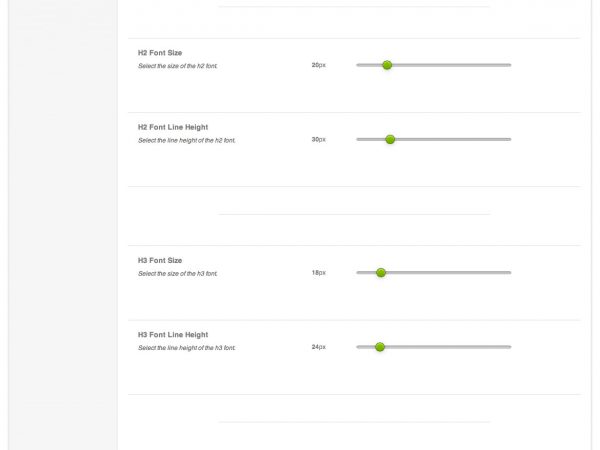 H2 Font Size
Select the size of the h2 font.
20px
H2 Font Line Height
Select the line height of the h2 font.
30px
H3 Font Size
Select the size of the h3 font.
18px
H3 Font Line Height
Select the line height of the h3 font.
24px